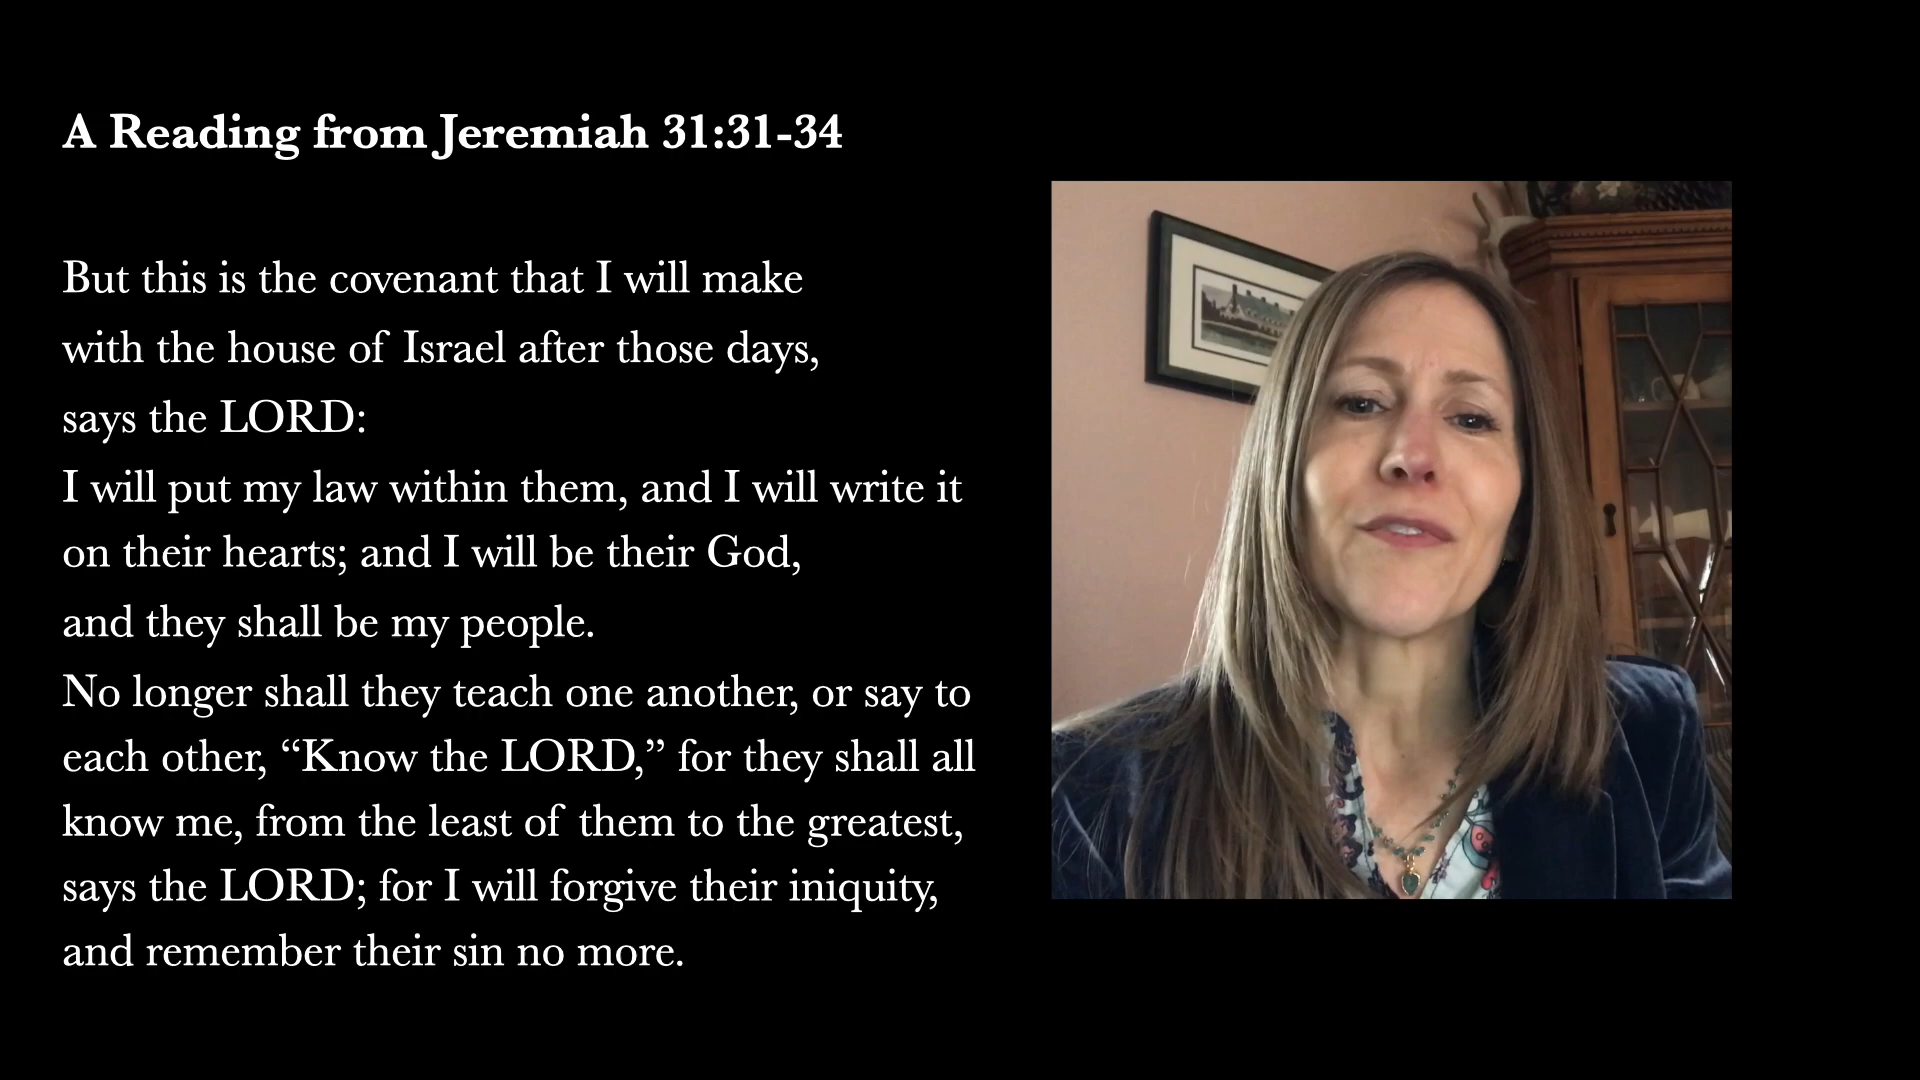 A Reading from Jeremiah 31:31-34
But this is the covenant that I will make
with the house of Israel after those days,
says the LORD:
I will put my law within them, and I will write it
on their hearts; and I will be their God,
and they shall be my people.
No longer shall they teach one another, or say to
each other, “Know the LORD,” for they shall all
know me, from the least of them to the greatest,
says the LORD; for I will forgive their iniquity,
and remember their sin no more.